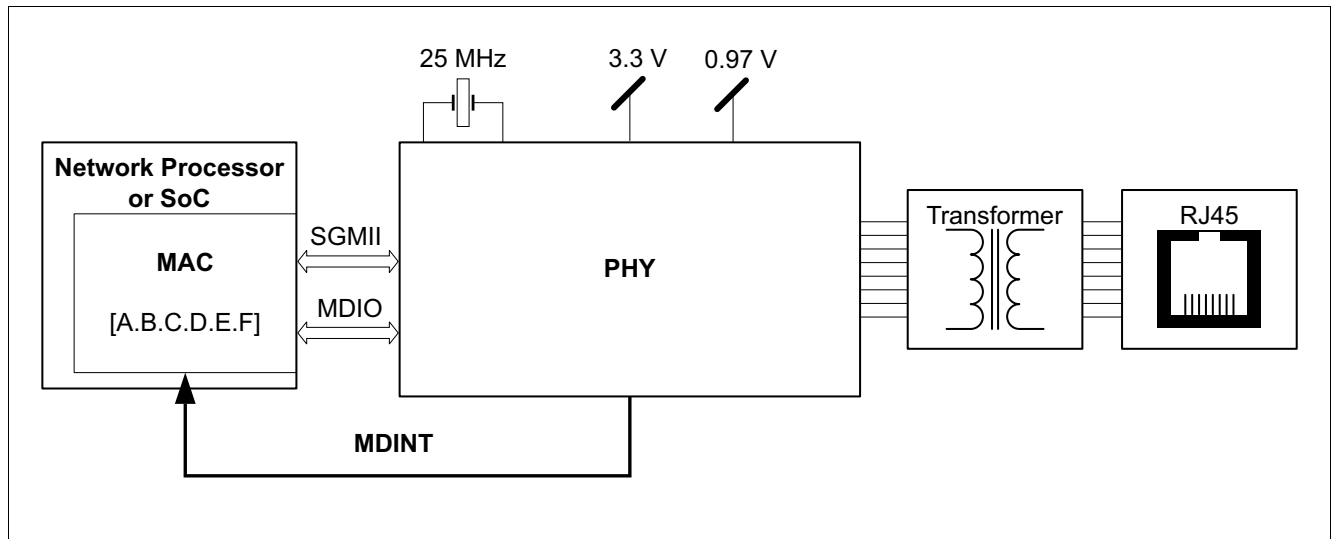 25 MHz
3.3 V
0.97 V
Network Processor
or SoC
MAC
[A.B.C.D.E.F]
SGMII
MDIO
PHY
Transformer
RJ45
MDINT